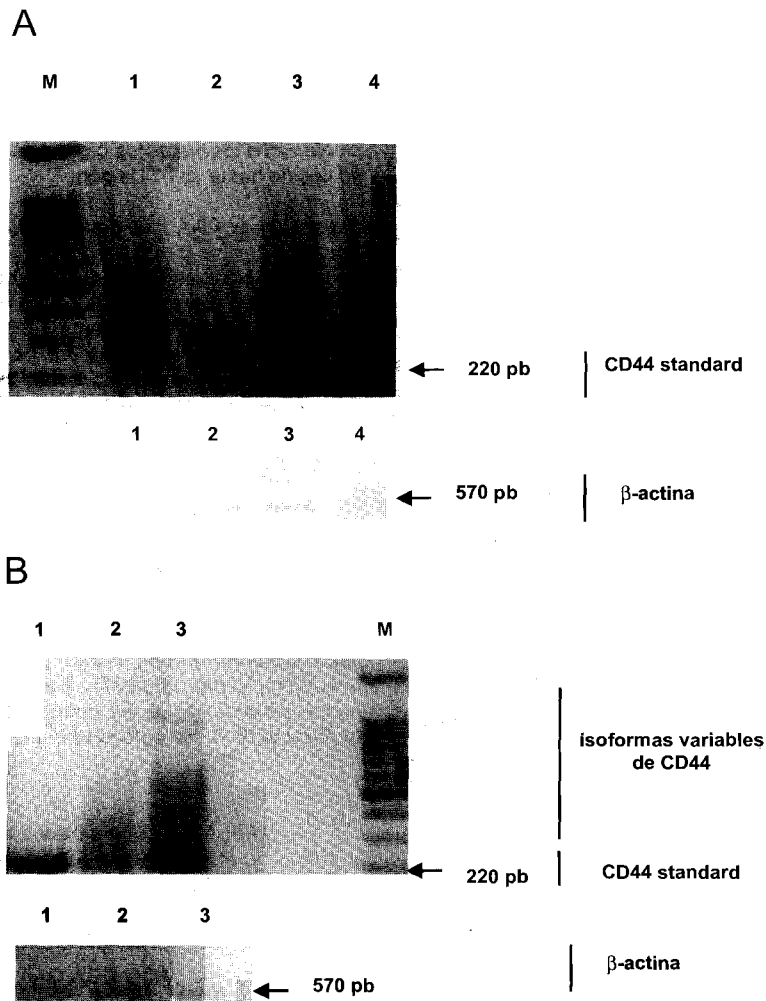 A
M 1 2 3 4
220 pb CD44 standard
1 2 3 4
570 pb β-actina
B
1 2 3 M
isoformas variables
de CD44
220 pb CD44 standard
1 2 3
570 pb β-actina